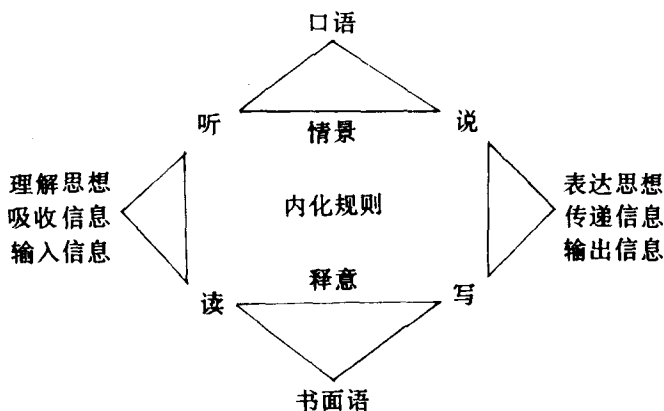 口语
听
说
情景
理解思想
吸收信息
输入信息
内化规则
表达思想
传递信息
输出信息
释意
读
写
书面语